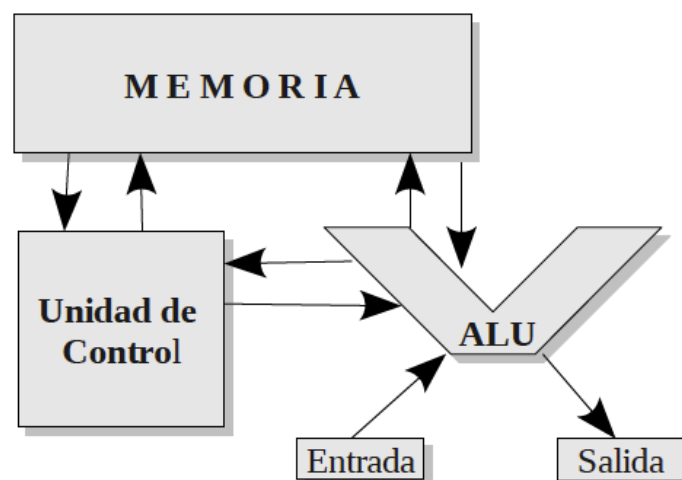 MEMORIA
Unidad de
Control
ALU
Entrada
Salida